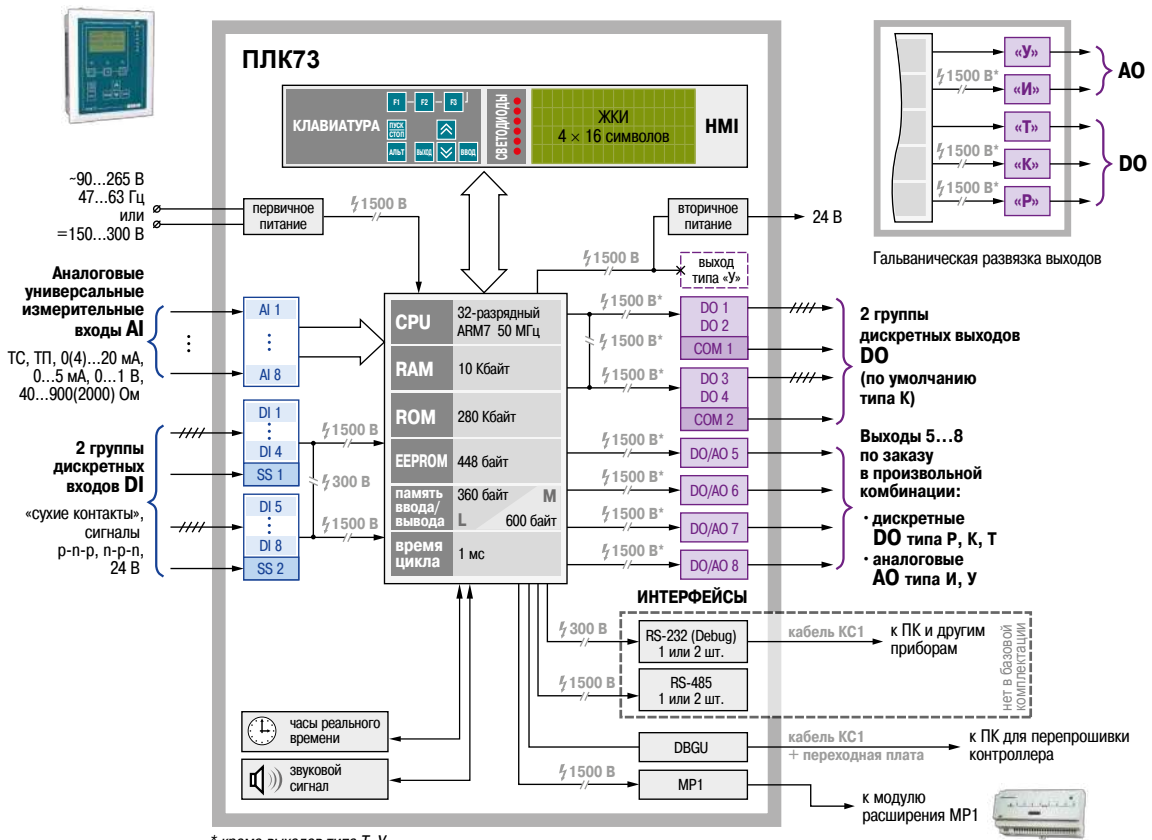 ПЛК73
КЛАВИАТУРА
F1
F2
F3
ПУСК
СТОП
АЛЬТ
ВЫХОД
ВВОД
СВЕТОДИОДЫ
ЖКИ
4 × 16 символов
HMI
«У»
1500 В*
«И»
АО
«Т»
1500 В*
«К»
1500 В*
«Р»
DO
Гальваническая развязка выходов
~90...265 В
47...63 Гц
или
=150...300 В
первичное
питание
1500 В
вторичное
питание
24 В
1500 В
выход
типа «У»
Аналоговые
универсальные
измерительные
входы AI
ТС, ТП, 0(4)...20 мА,
0...5 мА, 0...1 В,
40...900(2000) Ом
AI 1
AI 8
2 группы
дискретных
входов DI
«сухие контакты»,
сигналы
p-n-p, n-p-n,
24 В
DI 1
DI 4
SS 1
DI 5
DI 8
SS 2
1500 В
300 В
1500 В
CPU
32-разрядный
ARM7 50 МГц
RAM
10 Кбайт
ROM
280 Кбайт
EEPROM
448 байт
память
ввода/
вывода
360 байт
M
L
600 байт
время
цикла
1 мс
1500 В*
1500 В*
1500 В*
DO 1
DO 2
COM 1
DO 3
DO 4
COM 2
2 группы
дискретных выходов
DO
(по умолчанию
типа К)
1500 В*
DO/AO 5
1500 В*
DO/AO 6
1500 В*
DO/AO 7
1500 В*
DO/AO 8
Выходы 5...8
по заказу
в произвольной
комбинации:
· дискретные
DO типа Р, К, Т
· аналоговые
АО типа И, У
ИНТЕРФЕЙСЫ
300 В
RS-232 (Debug)
1 или 2 шт.
кабель КС1
к ПК и другим
приборам
1500 В
RS-485
1 или 2 шт.
нет в базовой
комплектации
DBGU
кабель КС1
+ переходная плата
к ПК для перепрошивки
контроллера
1500 В
МР1
к модулю
расширения МР1
часы реального
времени
звуковой
сигнал